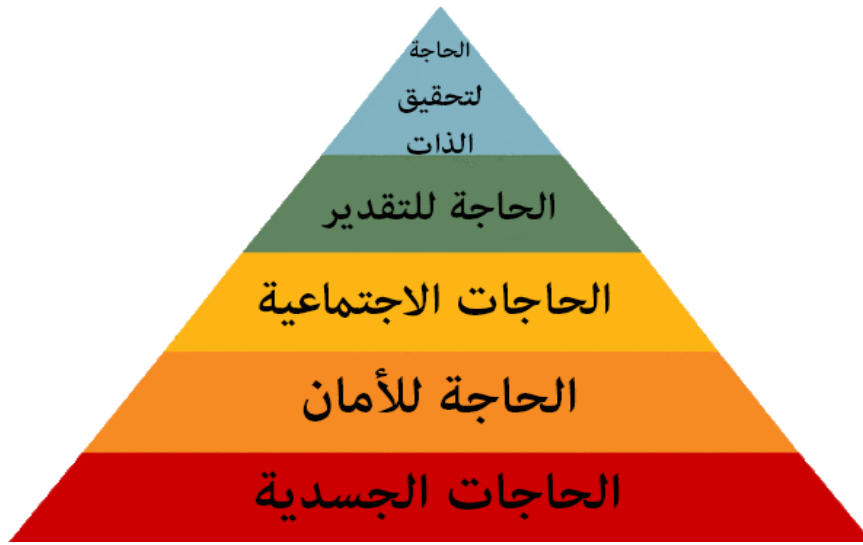 الحاجة
لتحقيق
الذات
الحاجة للتقدير
الحاجات الاجتماعية
الحاجة للأمان
الحاجات الجسدية